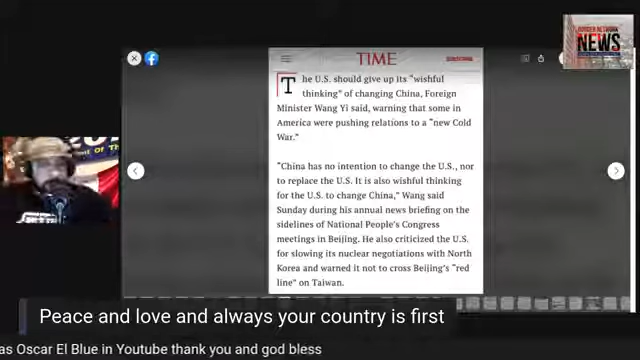 NETWORK
NEWS
TIME
The U.S. should give up its "wishful
thinking" of changing China, Foreign
Minister Wang Yi said, warning that some in
America were pushing relations to a "new Cold
War."
"China has no intention to change the U.S., nor
to replace the U.S. It is also wishful thinking
for the U.S. to change China," Wang said
Sunday during his annual news briefing on the
sidelines of National People's Congress
meetings in Beijing. He also criticized the U.S.
for slowing its nuclear negotiations with North
Korea and warned it not to cross Beijing's "red
line" on Taiwan.
Peace and love and always your country is first
as Oscar El Blue in Youtube thank you and god bless